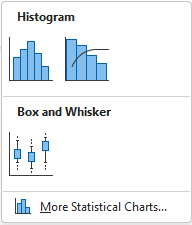 Histogram
Box and Whisker
More Statistical Charts...